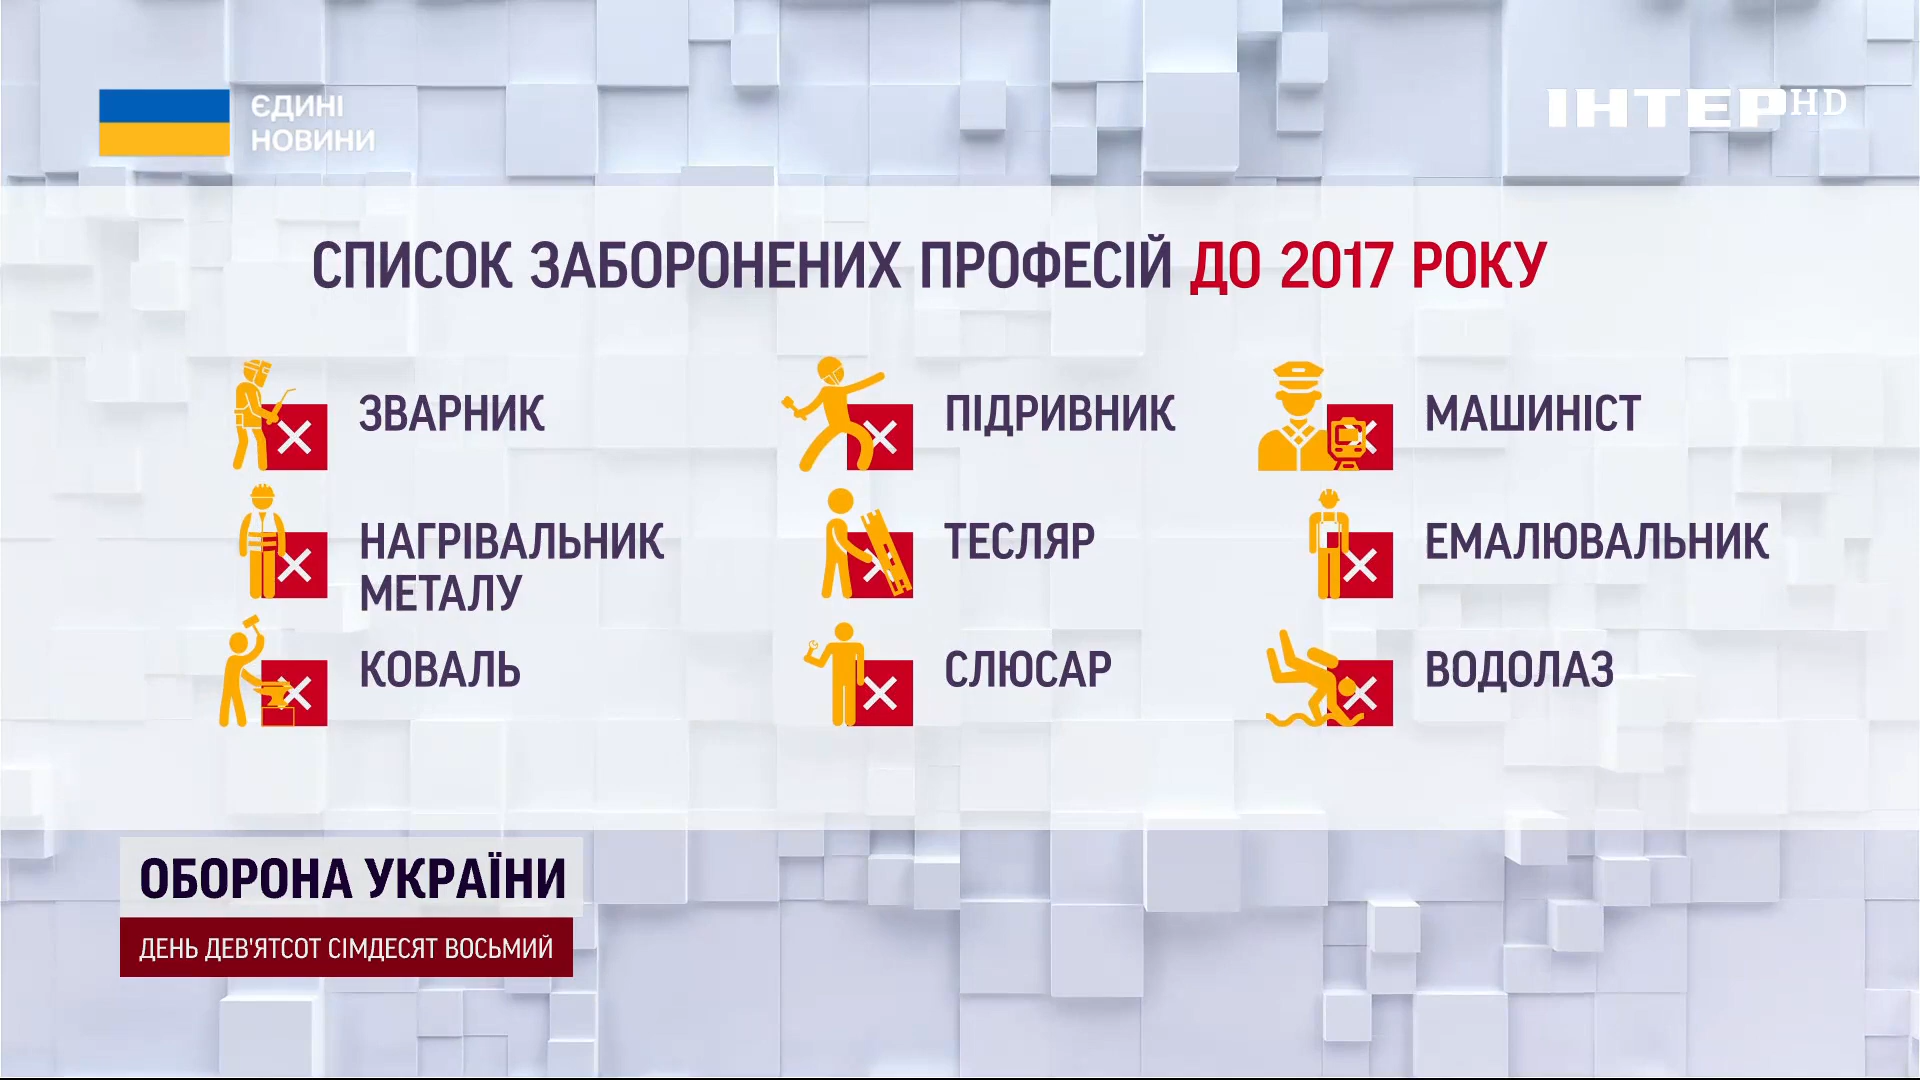 ЄДИНІ
НОВИНИ
ІНТЕР HD
СПИСОК ЗАБОРОНЕНИХ ПРОФЕСІЙ ДО 2017 РОКУ
ЗВАРНИК
ПІДРИВНИК
МАШИНІСТ
НАГРІВАЛЬНИК
МЕТАЛУ
ТЕСЛЯР
ЕМАЛЮВАЛЬНИК
КОВАЛЬ
СЛЮСАР
ВОДОЛАЗ
ОБОРОНА УКРАЇНИ
ДЕНЬ ДЕВ'ЯТСОТ СІМДЕСЯТ ВОСЬМИЙ